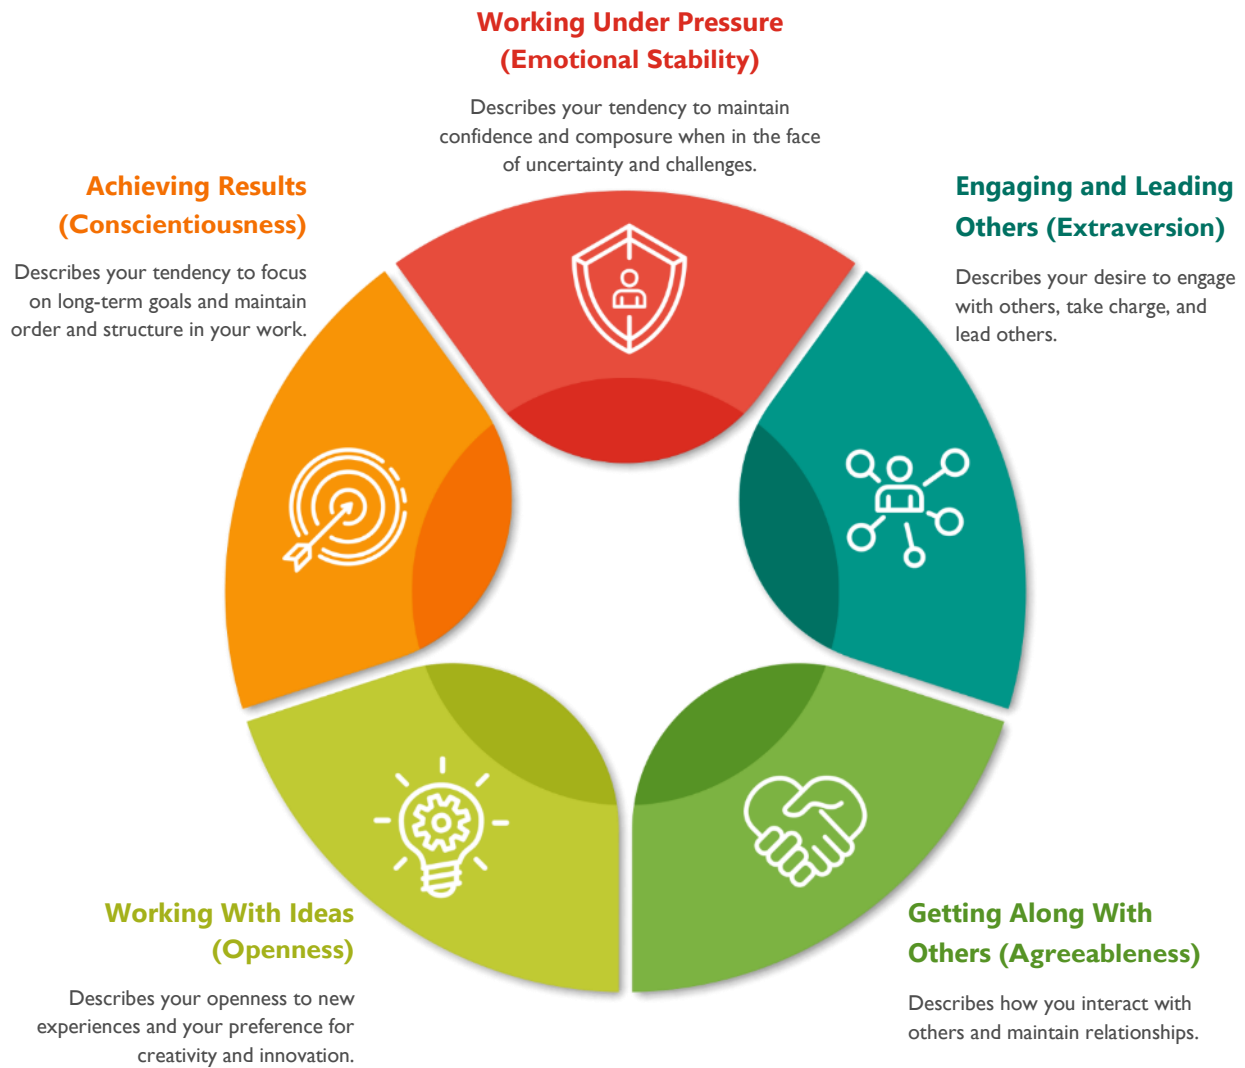 Working Under Pressure
(Emotional Stability)
Describes your tendency to maintain
confidence and composure when in the face
of uncertainty and challenges.
Achieving Results
(Conscientiousness)
Describes your tendency to focus
on long-term goals and maintain
order and structure in your work.
Engaging and Leading
Others (Extraversion)
Describes your desire to engage
with others, take charge, and
lead others.
Working With Ideas
(Openness)
Describes your openness to new
experiences and your preference for
creativity and innovation.
Getting Along With
Others (Agreeableness)
Describes how you interact with
others and maintain relationships.